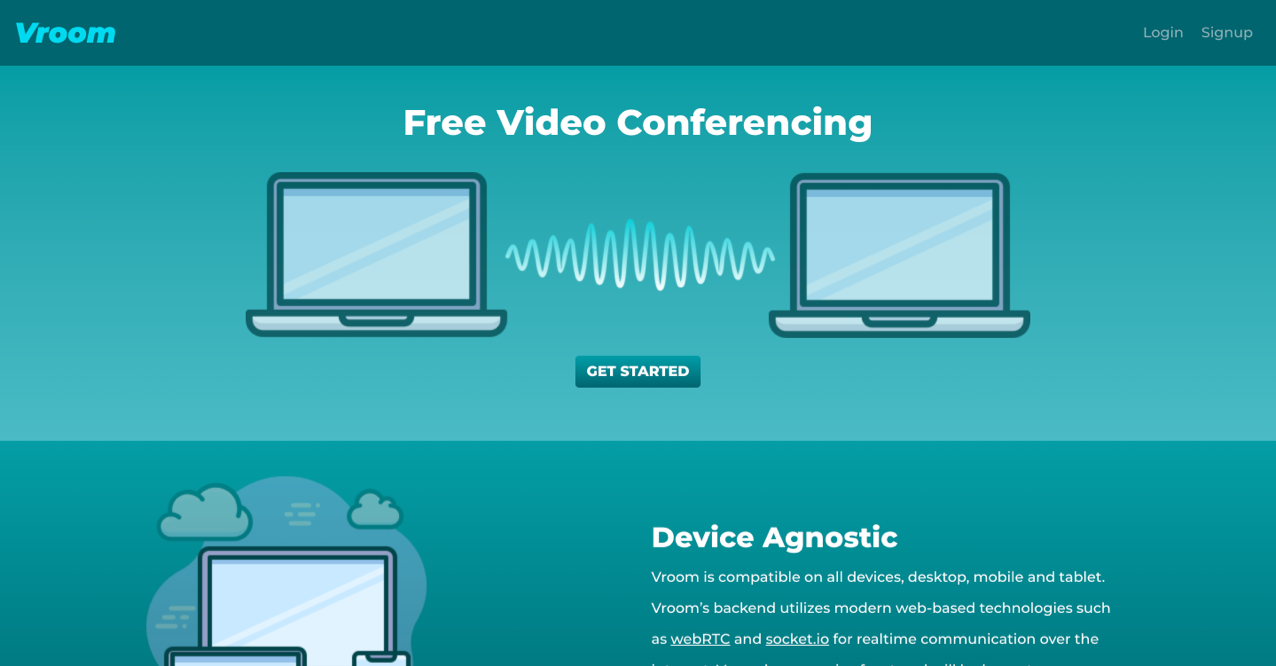 Vroom
Login Signup
Free Video Conferencing
GET STARTED
Device Agnostic
Vroom is compatible on all devices, desktop, mobile and tablet.
Vroom’s backend utilizes modern web-based technologies such
as webRTC and socket.io for realtime communication over the